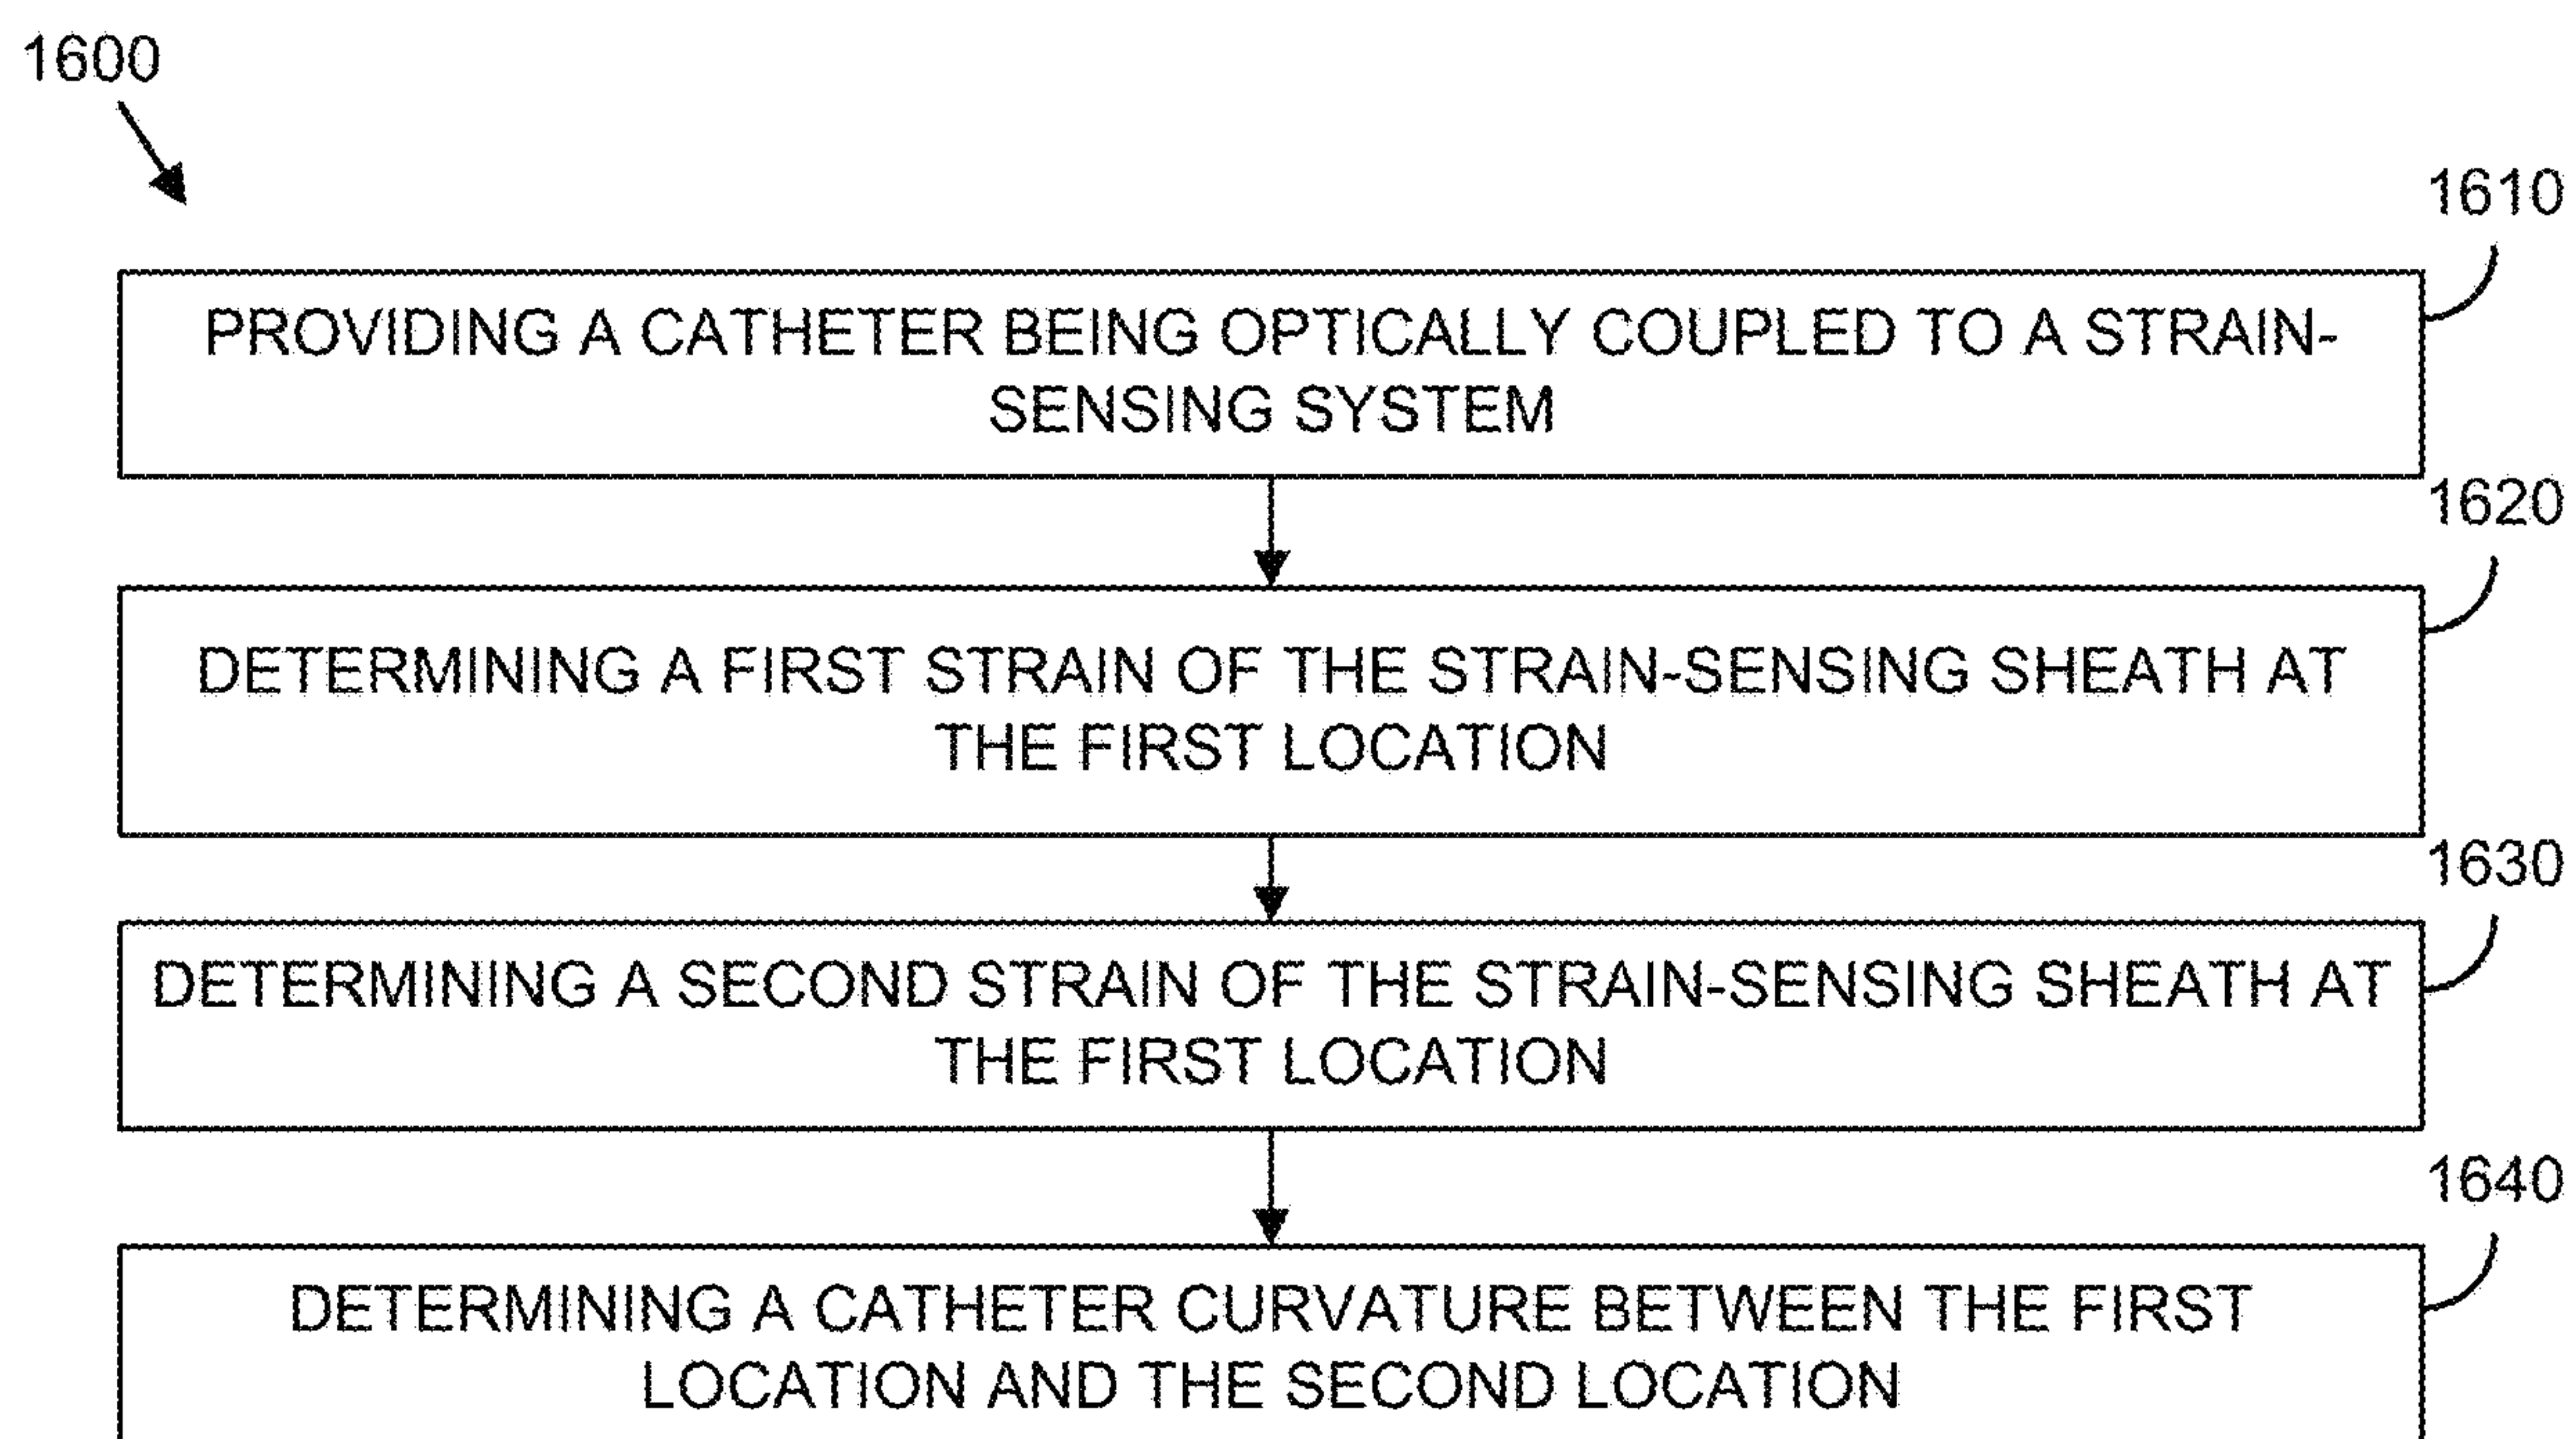 1600
1610
PROVIDING A CATHETER BEING OPTICALLY COUPLED TO A STRAIN-
SENSING SYSTEM
1620
DETERMINING A FIRST STRAIN OF THE STRAIN-SENSING SHEATH AT
THE FIRST LOCATION
1630
DETERMINING A SECOND STRAIN OF THE STRAIN-SENSING SHEATH AT
THE FIRST LOCATION
1640
DETERMINING A CATHETER CURVATURE BETWEEN THE FIRST
LOCATION AND THE SECOND LOCATION